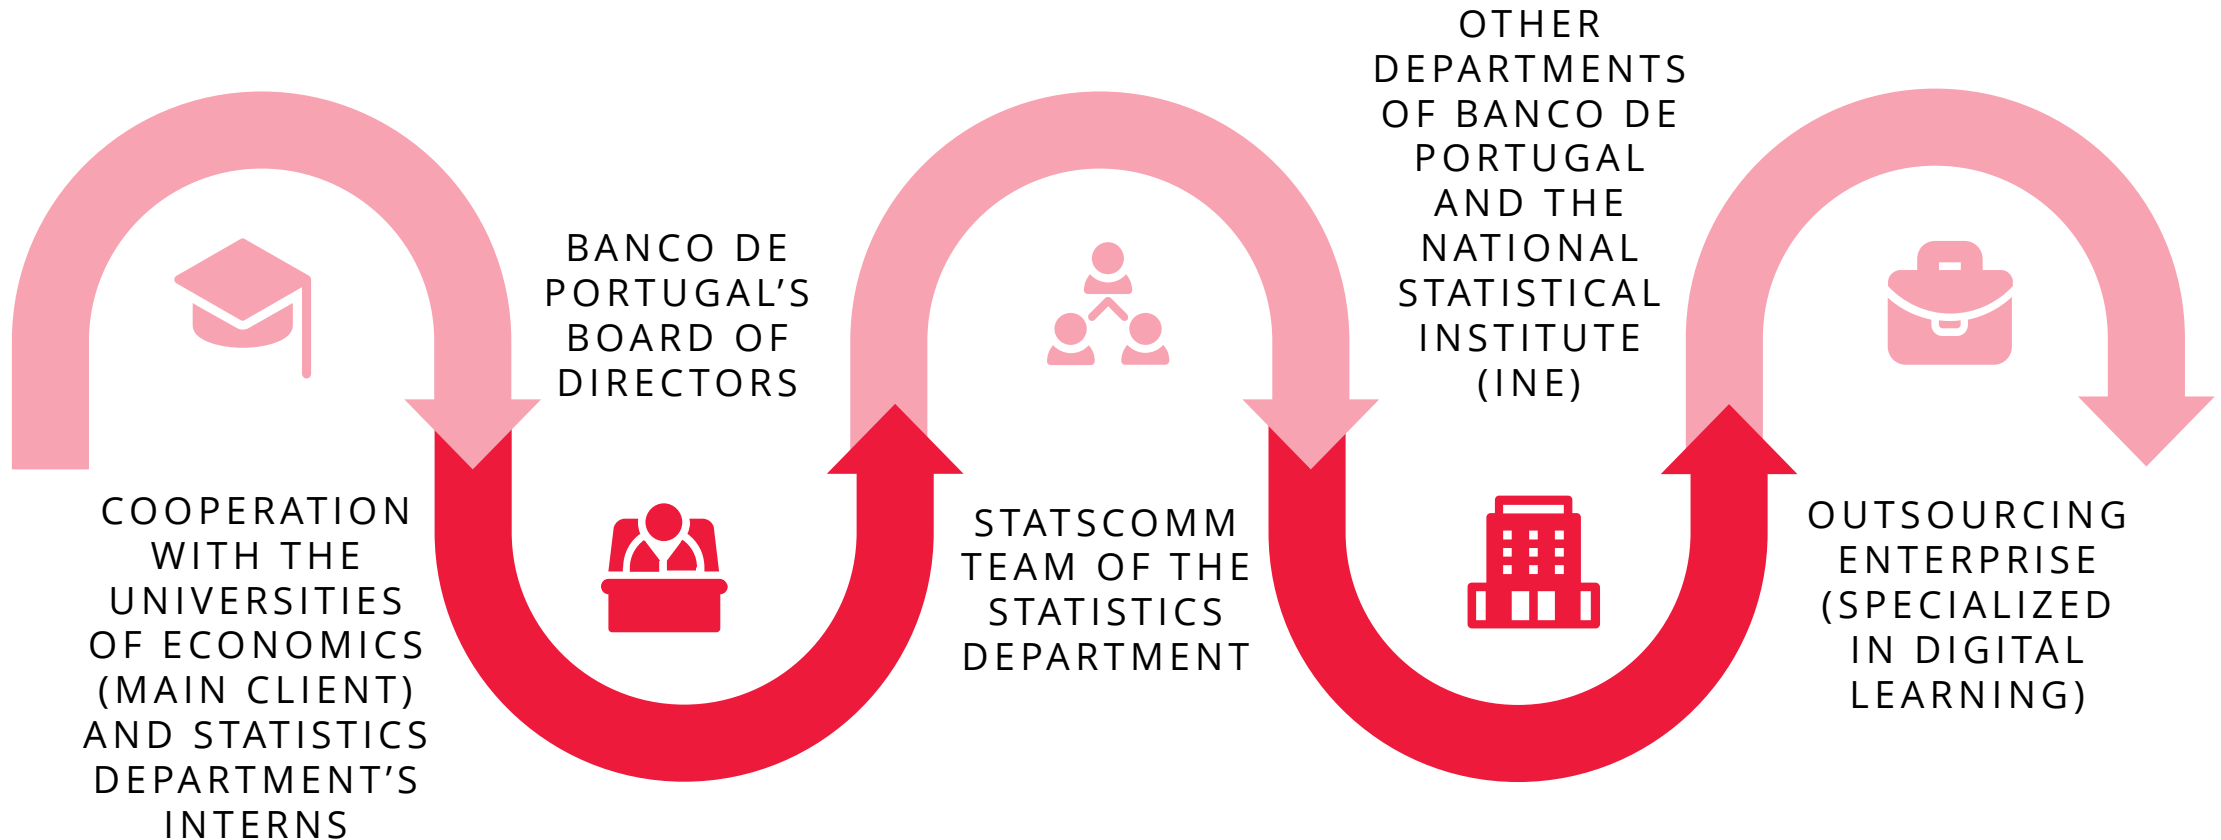 COOPERATION
WITH THE
UNIVERSITIES
OF ECONOMICS
(MAIN CLIENT)
AND STATISTICS
DEPARTMENT’S
INTERNS
BANCO DE
PORTUGAL’S
BOARD OF
DIRECTORS
STATSCOMM
TEAM OF THE
STATISTICS
DEPARTMENT
OTHER
DEPARTMENTS
OF BANCO DE
PORTUGAL
AND THE
NATIONAL
STATISTICAL
INSTITUTE
(INE)
OUTSOURCING
ENTERPRISE
(SPECIALIZED
IN DIGITAL
LEARNING)